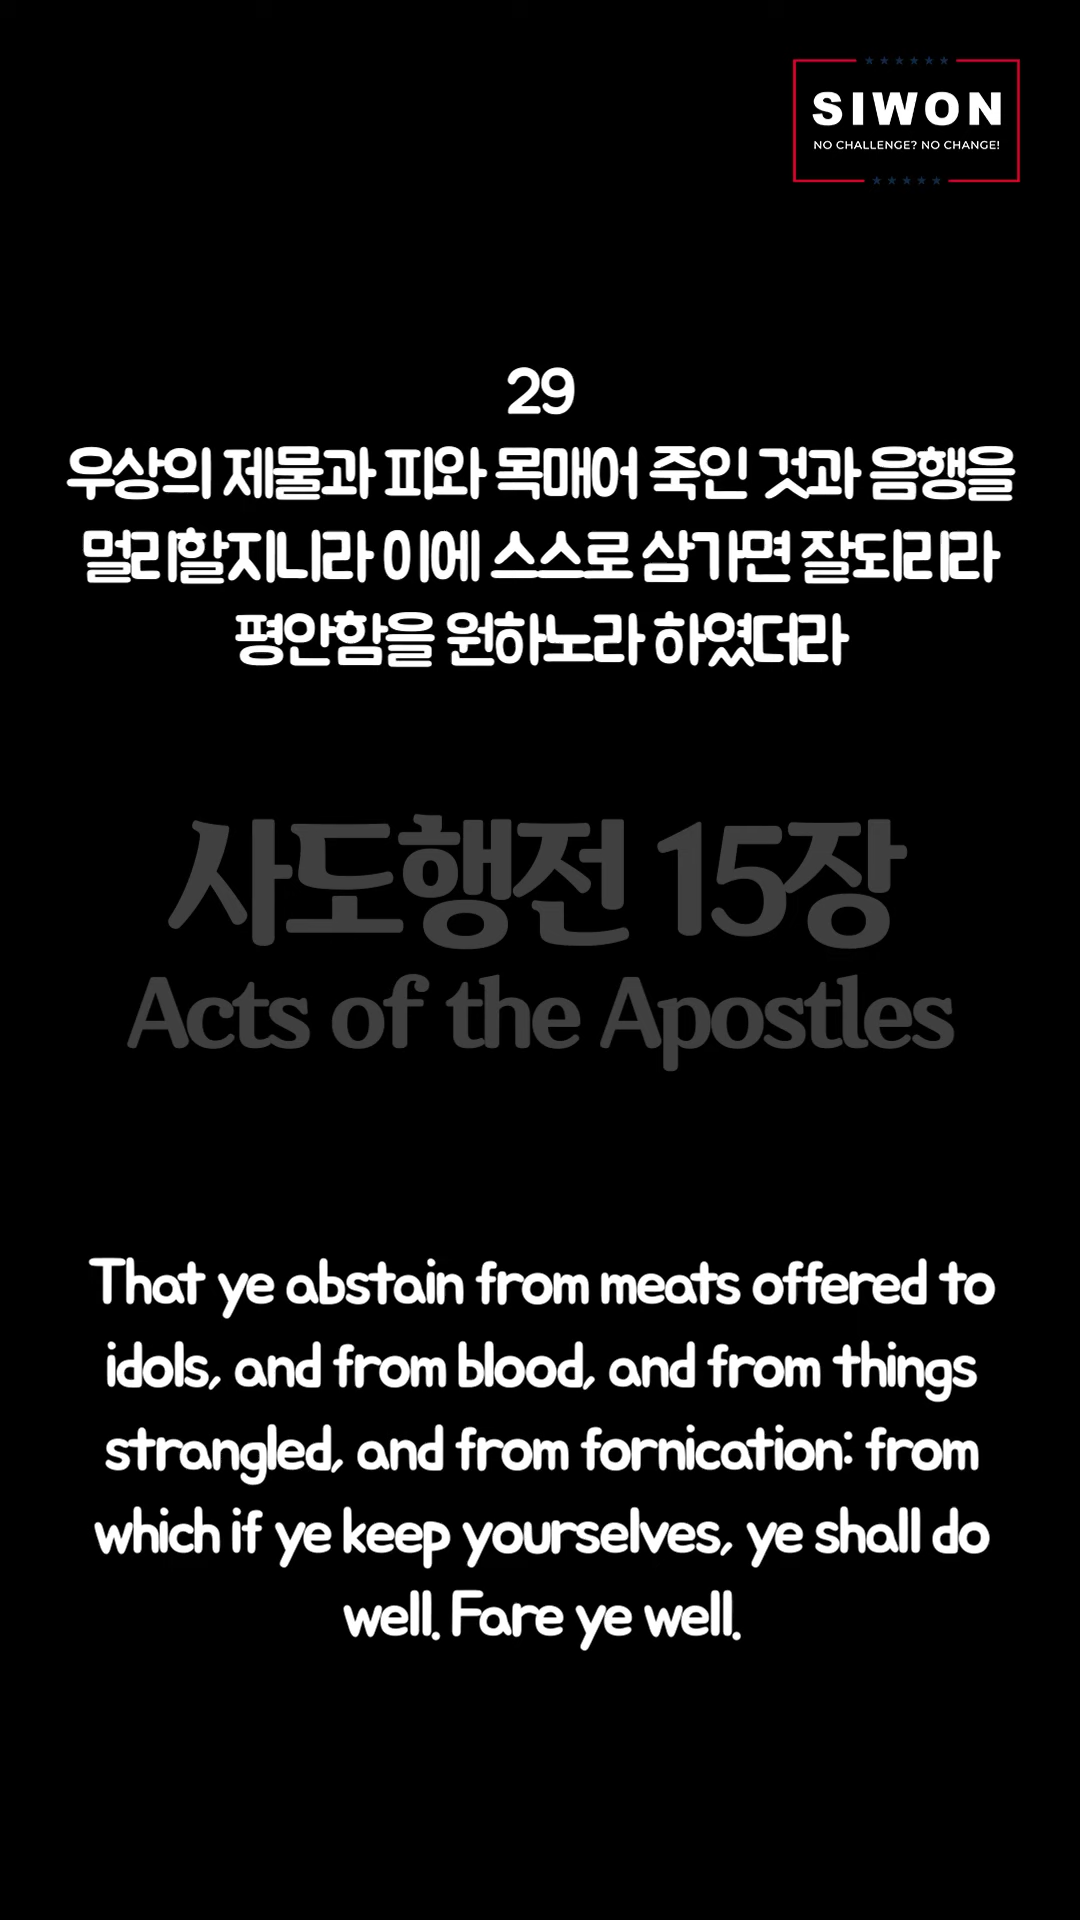 SIWON
NO CHALLENGE? NO CHANGE!
29
우상의 제물과 피와 목매어 죽인 것과 음행을
멀리할지니라 이에 스스로 삼가면 잘되리라
평안함을 원하노라 하였더라
사도행전 15장
Acts of the Apostles
That ye abstain from meats offered to
idols, and from blood, and from things
strangled, and from fornication: from
which if ye keep yourselves, ye shall do
well. Fare ye well.